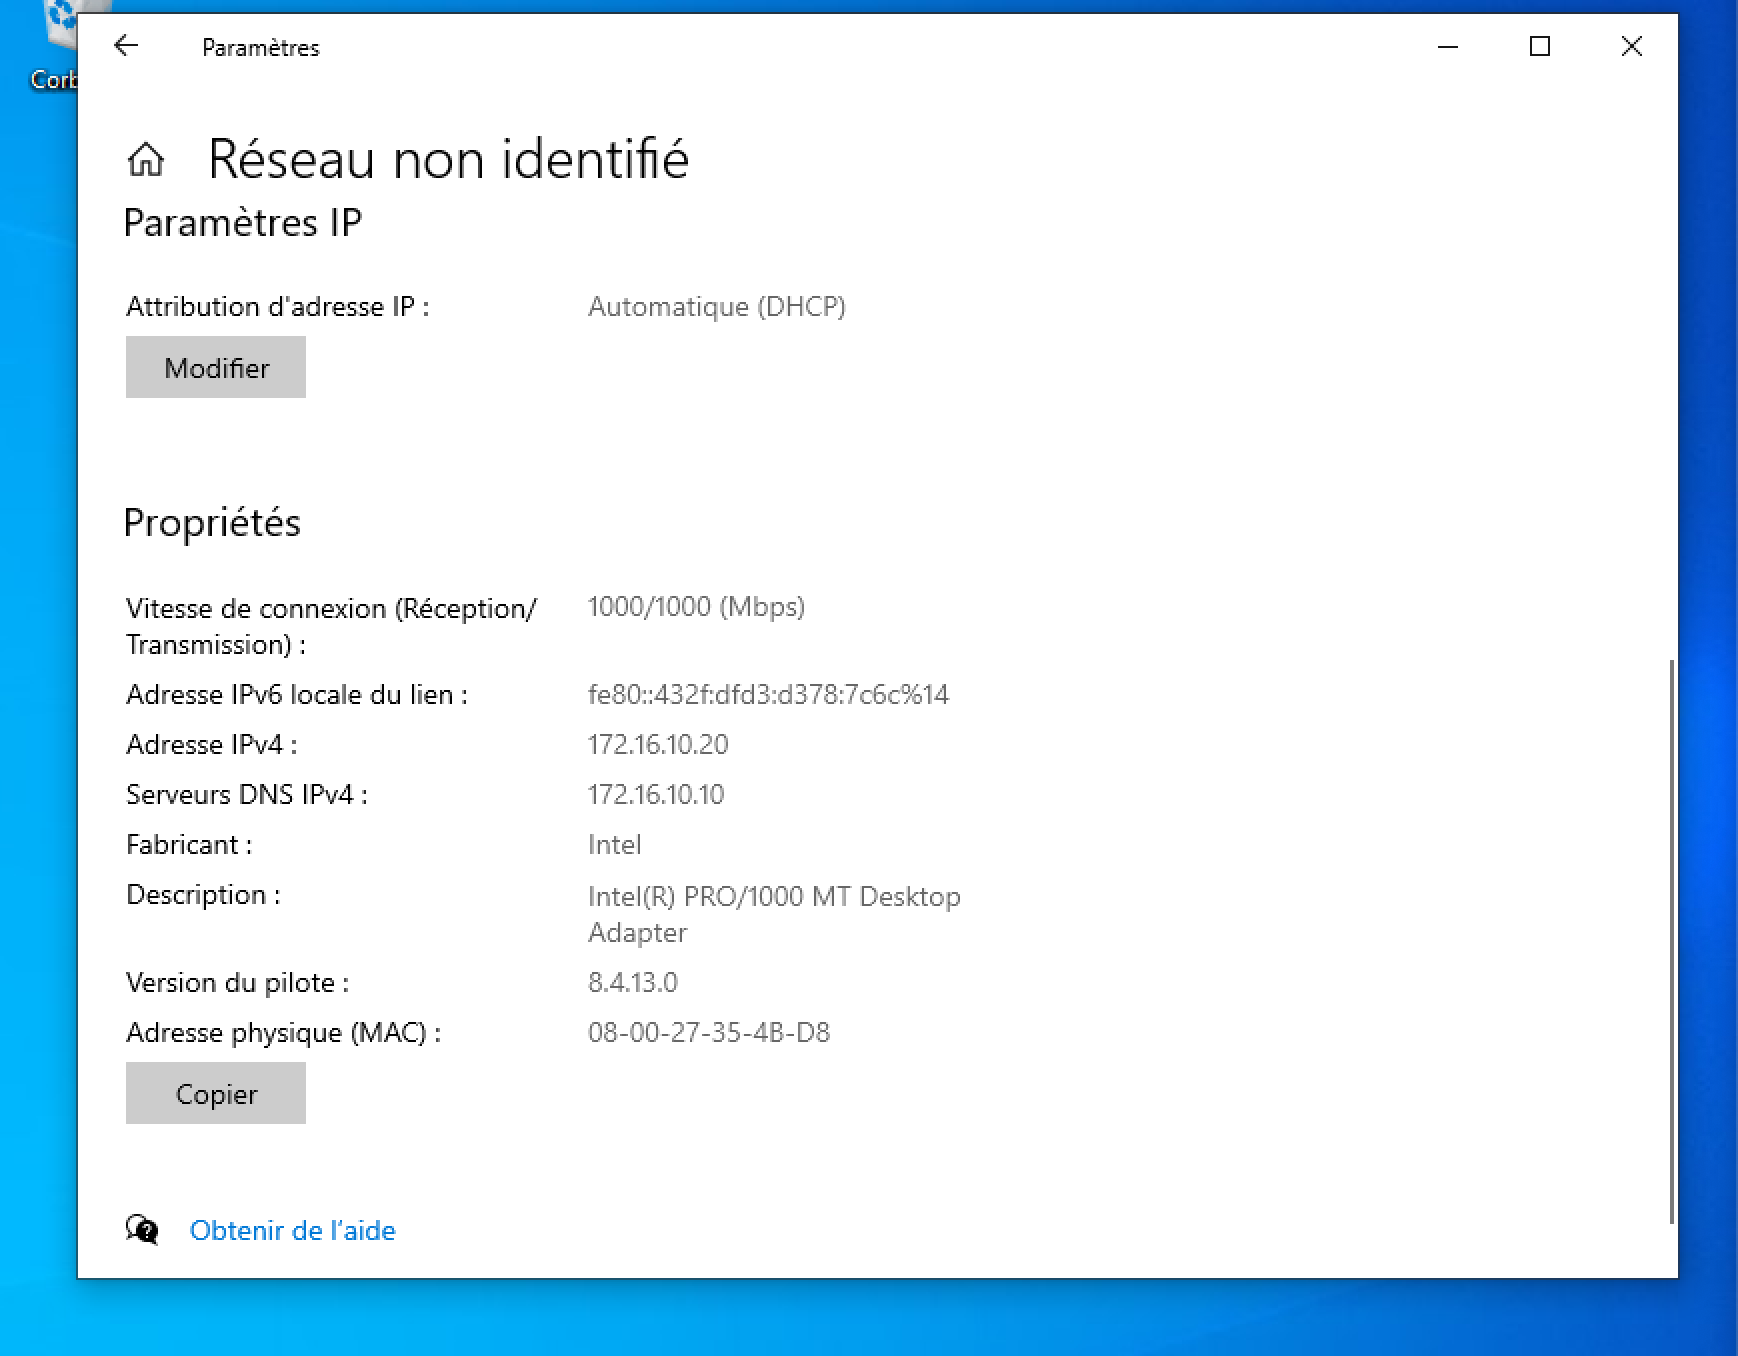 Corb
Paramètres
Réseau non identifié
Paramètres IP
Attribution d'adresse IP :
Automatique (DHCP)
Modifier
Propriétés
Vitesse de connexion (Réception/
Transmission) :
1000/1000 (Mbps)
Adresse IPv6 locale du lien :
fe80::432f:dfd3:d378:7c6c%14
Adresse IPv4 :
172.16.10.20
Serveurs DNS IPv4 :
172.16.10.10
Fabricant :
Intel
Description :
Intel(R) PRO/1000 MT Desktop
Adapter
Version du pilote :
8.4.13.0
Adresse physique (MAC) :
08-00-27-35-4B-D8
Copier
Obtenir de l’aide